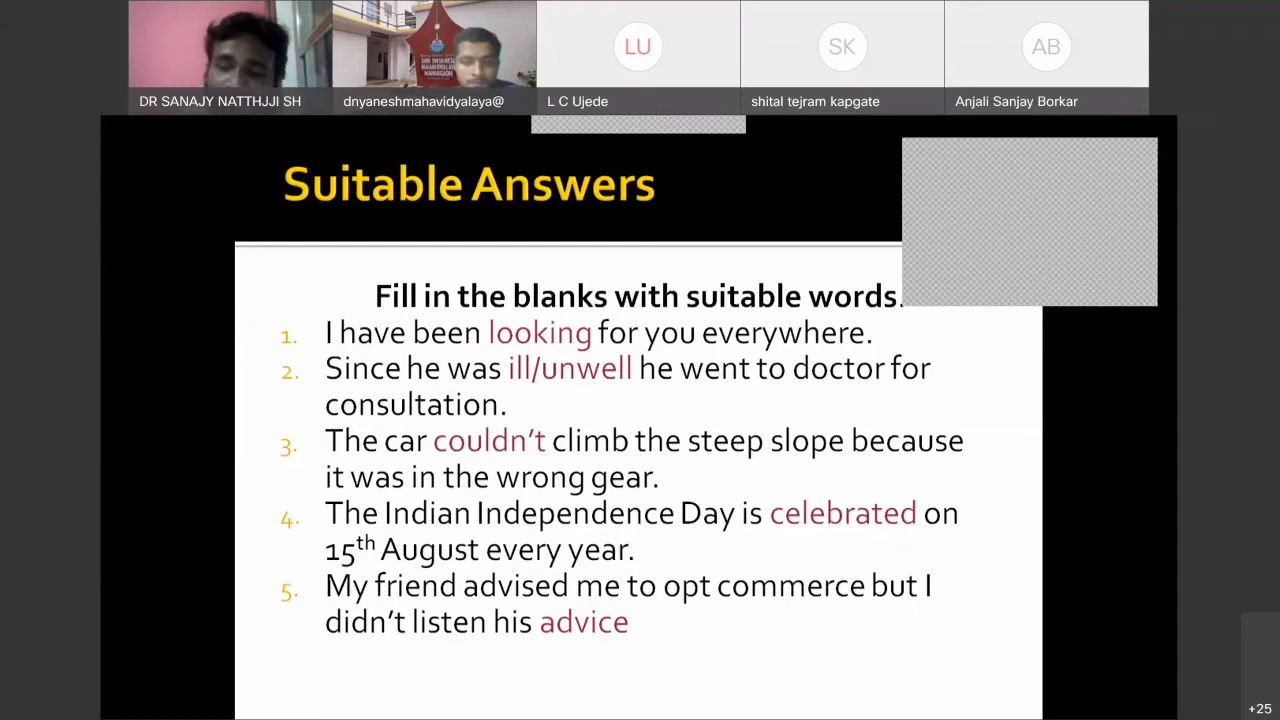 LU
SK
AB
SHRI DNYANESH
MAHAVIDYALAYA
NAWARGAON
DR SANAJY NATTHJJI SH
dnyaneshmahavidyalaya@
L C Ujede
shital tejram kapgate
Anjali Sanjay Borkar
Suitable Answers
Fill in the blanks with suitable words.
1. I have been looking for you everywhere.
2. Since he was ill/unwell he went to doctor for
consultation.
3. The car couldn't climb the steep slope because
it was in the wrong gear.
4. The Indian Independence Day is celebrated on
15th August every year.
5. My friend advised me to opt commerce but I
didn't listen his advice
+25